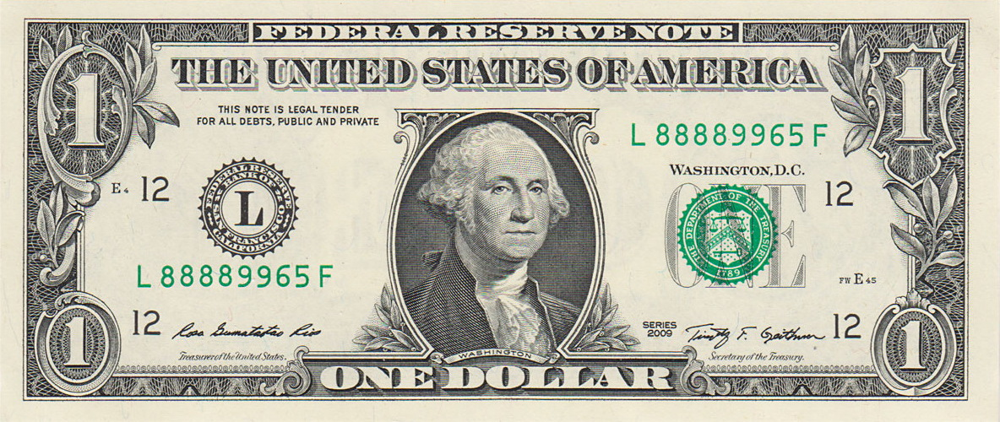 FEDERAL RESERVE NOTE
THE UNITED STATES OF AMERICA
1
1
THIS NOTE IS LEGAL TENDER
FOR ALL DEBTS, PUBLIC AND PRIVATE
L 88889965 F
WASHINGTON, D.C.
E 4
12
12
FEDERAL RESERVE
BANK OF
SAN FRANCISCO
CALIFORNIA
L
ONE
THE DEPARTMENT OF THE TREASURY
1789
L 88889965 F
FW E 45
12
Rosa Gumataotao Rios
Treasurer of the United States.
SERIES
2009
Timothy F. Geithner
Secretary of the Treasury.
12
1
WASHINGTON
1
ONE DOLLAR